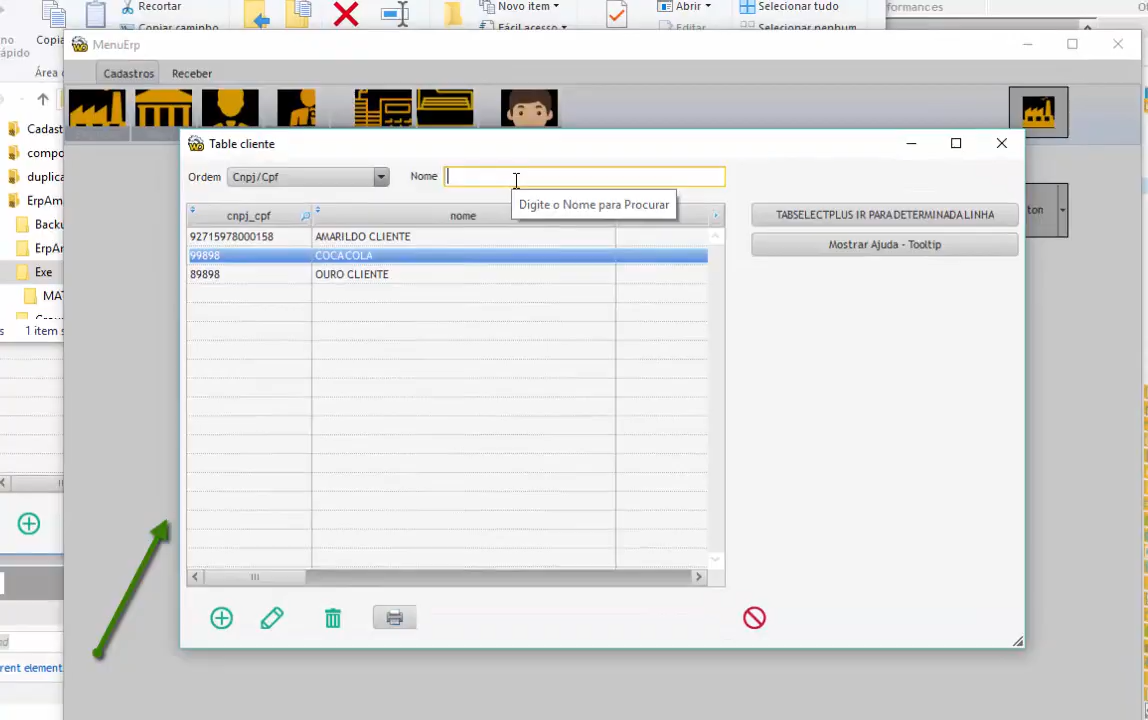 Recortar
Novo item
Abrir
Selecionar tudo
formances
Copiar caminho
Fácil acesso
Editar
Selecionar nenhum
Copia
no
rápido
MenuErp
Área d
Cadastros Receber
Cadast
compo
duplica
ErpAm
Backu
ErpAr
Exe
MAT
1 item s
Table cliente
Ordem Cnpj/Cpf Nome
Digite o Nome para Procurar
cnpj_cpf nome
92715978000158 AMARILDO CLIENTE
99898 COCA COLA
89898 OURO CLIENTE
TABSELECTPLUS IR PARA DETERMINADA LINHA
Mostrar Ajuda - Tooltip
ton
rent element